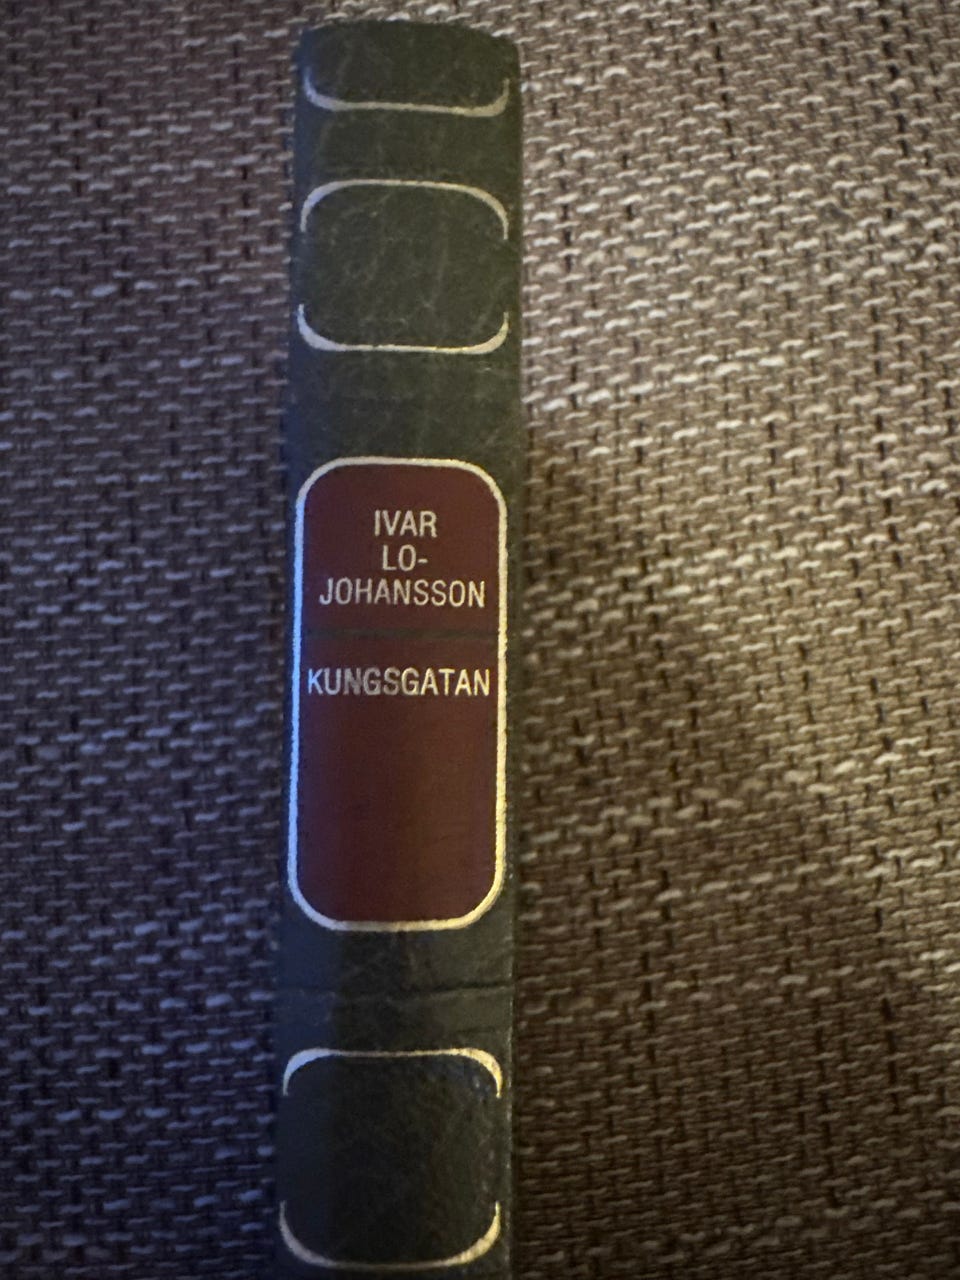 IVAR
LO-
JOHANSSON
KUNGSGATAN